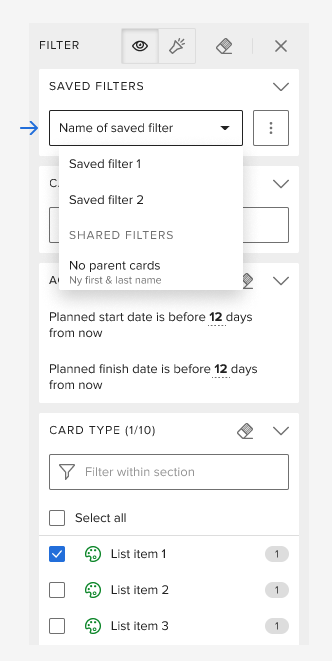 FILTER
SAVED FILTERS
Name of saved filter
Saved filter 1
Saved filter 2
SHARED FILTERS
No parent cards
Ny first & last name
Planned start date is before 12 days
from now
Planned finish date is before 12 days
from now
CARD TYPE (1/10)
Filter within section
Select all
List item 1 1
List item 2 1
List item 3 1